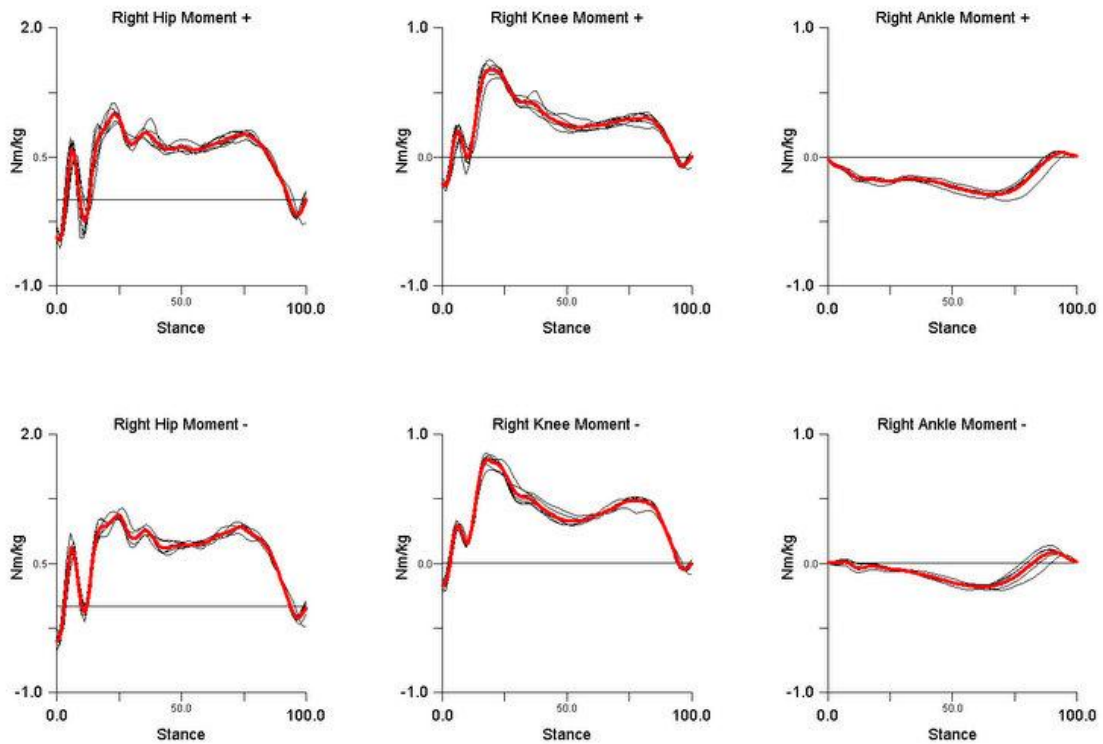 Right Hip Moment +
2.0
Nm/kg
0.5
-1.0
0.0
50.0
100.0
Stance
Right Knee Moment +
1.0
Nm/kg
0.0
-1.0
0.0
50.0
100.0
Stance
Right Ankle Moment +
1.0
Nm/kg
0.0
-1.0
0.0
50.0
100.0
Stance
Right Hip Moment -
2.0
Nm/kg
0.5
-1.0
0.0
50.0
100.0
Stance
Right Knee Moment -
1.0
Nm/kg
0.0
-1.0
0.0
50.0
100.0
Stance
Right Ankle Moment -
1.0
Nm/kg
0.0
-1.0
0.0
50.0
100.0
Stance